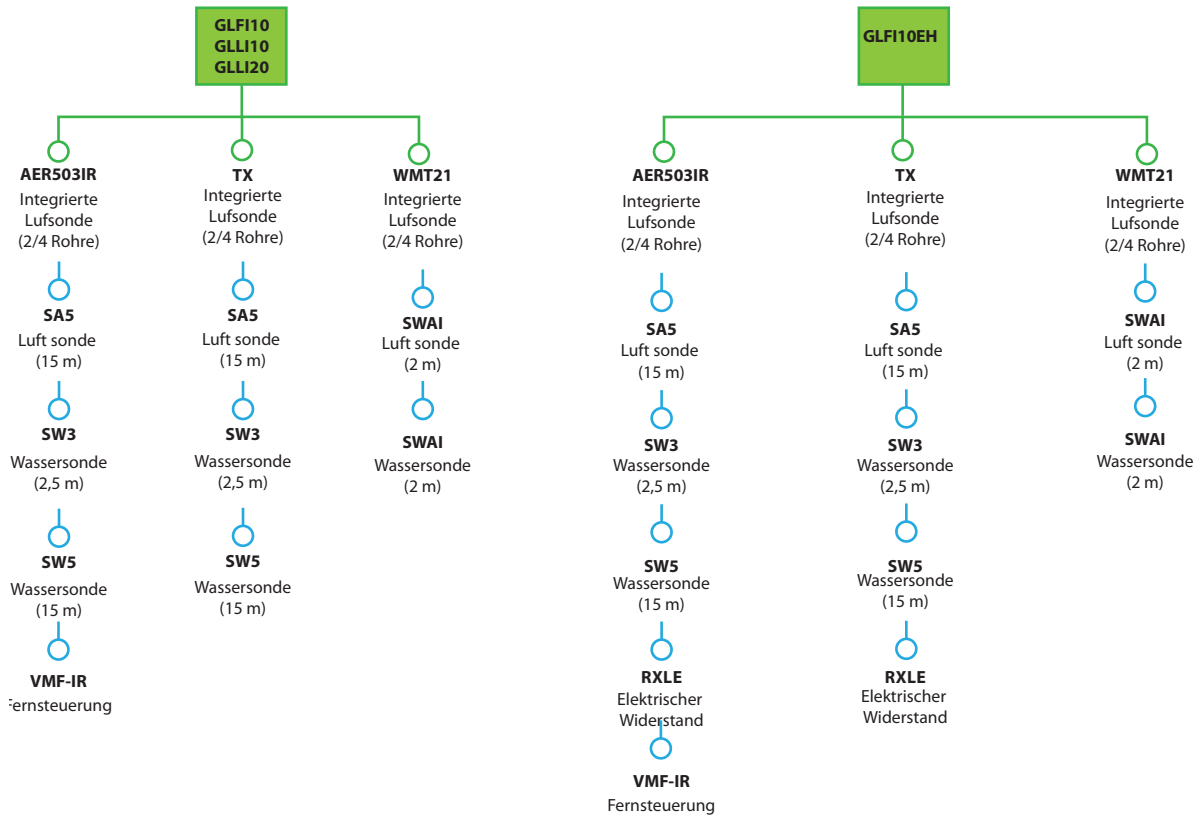 GLFI10
GLLI10
GLLI20
AER503IR
Integrierte
Lufsonde
(2/4 Rohre)
SA5
Luft sonde
(15 m)
SW3
Wassersonde
(2,5 m)
SW5
Wassersonde
(15 m)
VMF-IR
Fernsteuerung
TX
Integrierte
Lufsonde
(2/4 Rohre)
SA5
Luft sonde
(15 m)
SW3
Wassersonde
(2,5 m)
SW5
Wassersonde
(15 m)
WMT21
Integrierte
Lufsonde
(2/4 Rohre)
SWAI
Luft sonde
(2 m)
SWAI
Wassersonde
(2 m)
GLFI10EH
AER503IR
Integrierte
Lufsonde
(2/4 Rohre)
SA5
Luft sonde
(15 m)
SW3
Wassersonde
(2,5 m)
SW5
Wassersonde
(15 m)
RXLE
Elektrischer
Widerstand
VMF-IR
Fernsteuerung
TX
Integrierte
Lufsonde
(2/4 Rohre)
SA5
Luft sonde
(15 m)
SW3
Wassersonde
(2,5 m)
SW5
Wassersonde
(15 m)
RXLE
Elektrischer
Widerstand
WMT21
Integrierte
Lufsonde
(2/4 Rohre)
SWAI
Luft sonde
(2 m)
SWAI
Wassersonde
(2 m)